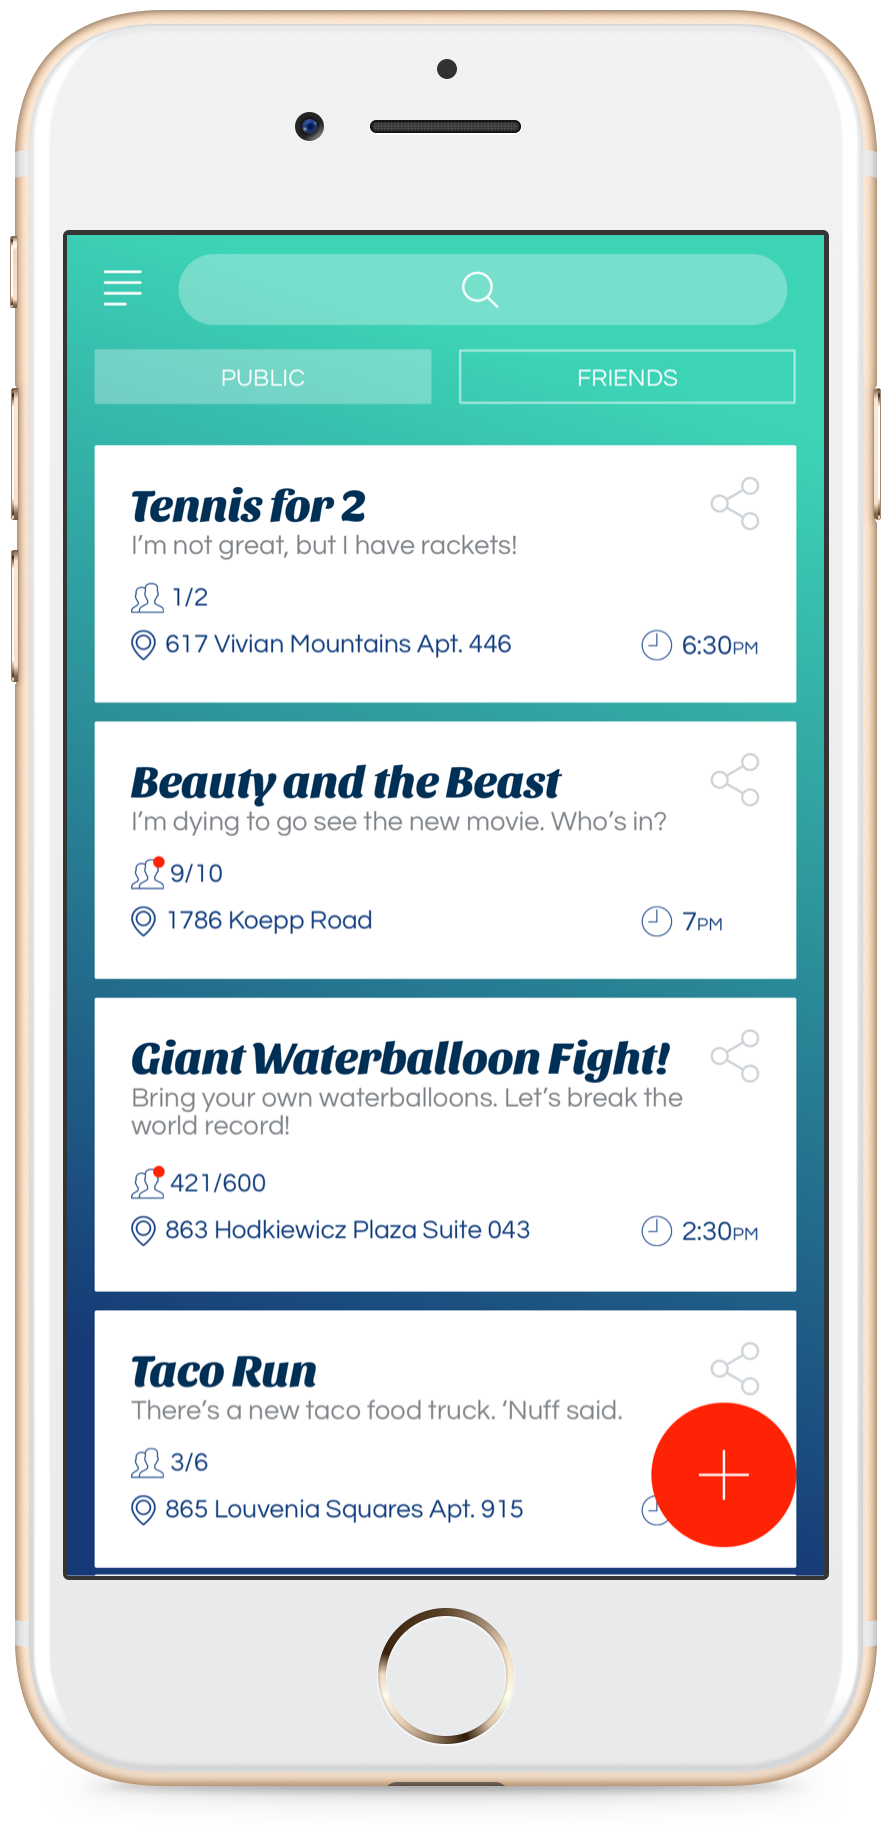 PUBLIC FRIENDS
Tennis for 2
I’m not great, but I have rackets!
1/2
617 Vivian Mountains Apt. 446 6:30PM
Beauty and the Beast
I’m dying to go see the new movie. Who’s in?
9/10
1786 Koepp Road 7PM
Giant Waterballoon Fight!
Bring your own waterballoons. Let’s break the
world record!
421/600
863 Hodkiewicz Plaza Suite 043 2:30PM
Taco Run
There’s a new taco food truck. ‘Nuff said.
3/6
865 Louvenia Squares Apt. 915